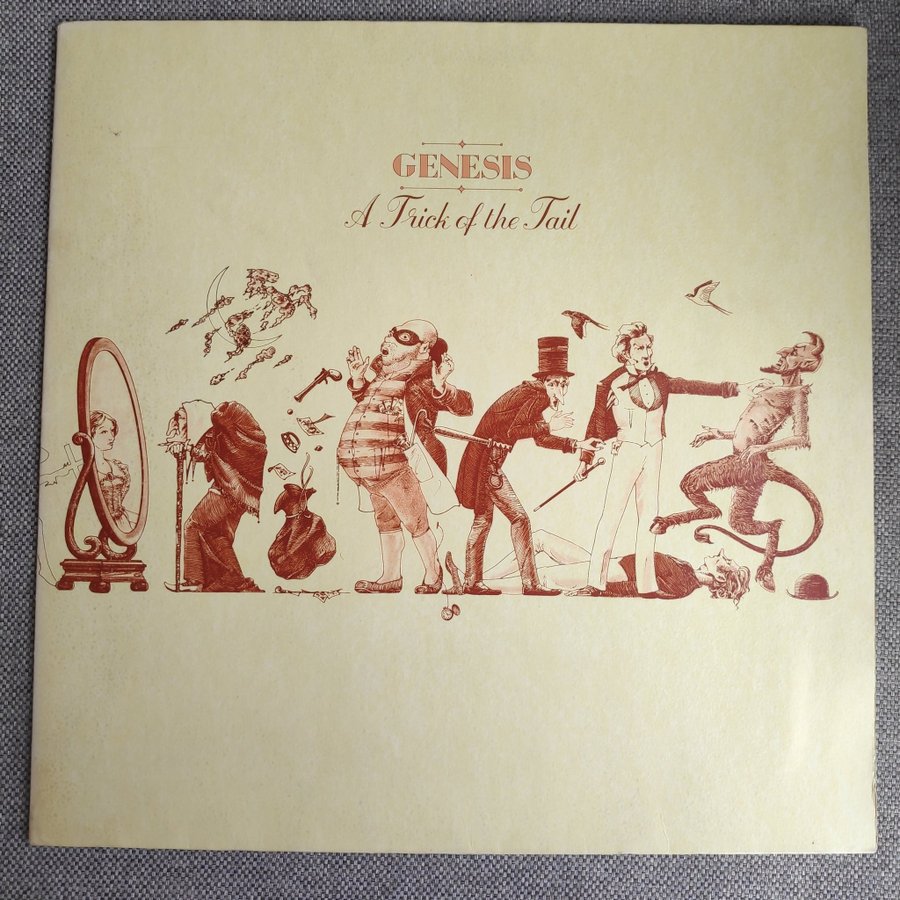 GENESIS
A Trick of the Tail